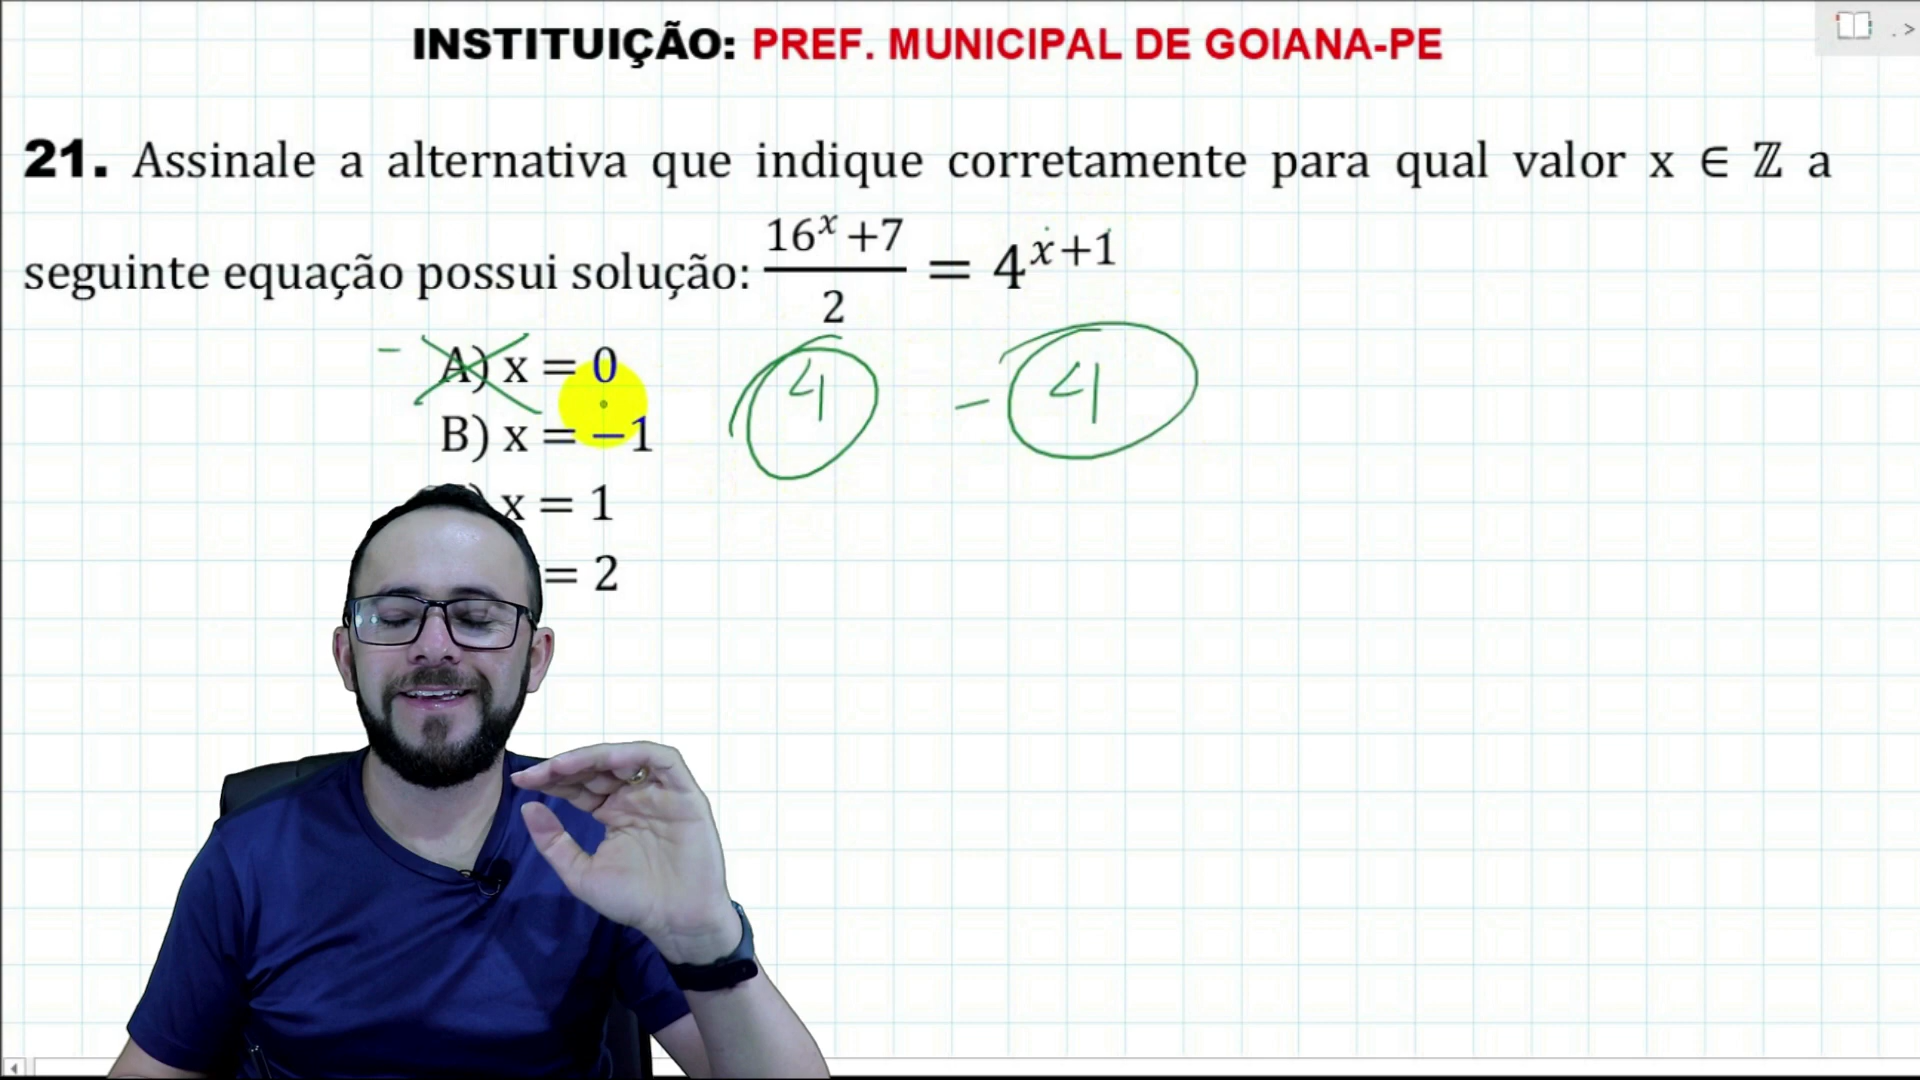 INSTITUIÇÃO: PREF. MUNICIPAL DE GOIANA-PE
21. Assinale a alternativa que indique corretamente para qual valor x ∈ ℤ a
seguinte equação possui solução: (16^x +7)/2 = 4^(x+1)
A) x = 0
4 - 4
B) x = −1
x = 1
= 2